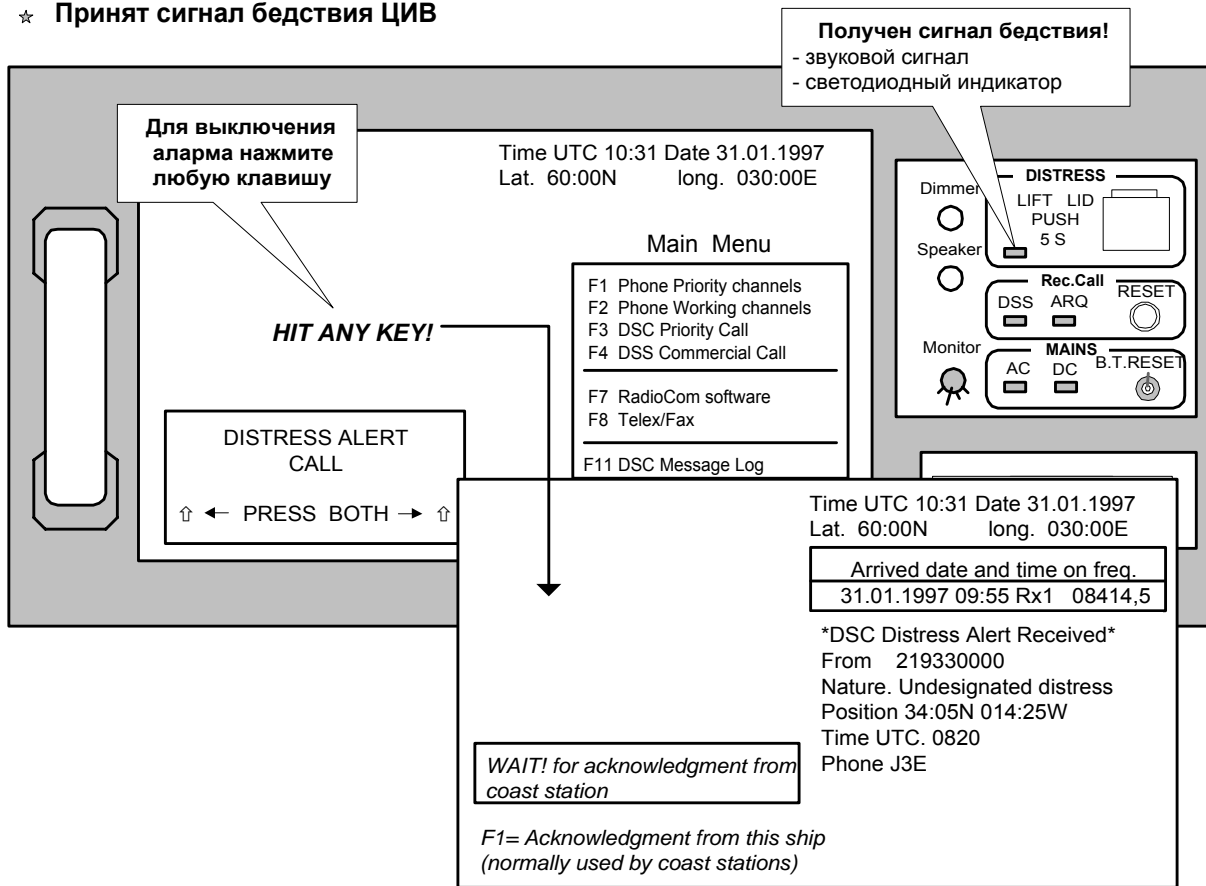 ☆ Принят сигнал бедствия ЦИВ
Получен сигнал бедствия!
- звуковой сигнал
- светодиодный индикатор
Для выключения
аларма нажмите
любую клавишу
Time UTC 10:31 Date 31.01.1997
Lat. 60:00N long. 030:00E
Main Menu
F1 Phone Priority channels
F2 Phone Working channels
F3 DSC Priority Call
F4 DSS Commercial Call
F7 RadioCom software
F8 Telex/Fax
F11 DSC Message Log
HIT ANY KEY!
DISTRESS ALERT
CALL
⇧ ← PRESS BOTH → ⇧
Dimmer
Speaker
Monitor
DISTRESS
LIFT LID
PUSH
5 S
Rec.Call
DSS ARQ RESET
MAINS
AC DC B.T.RESET
Time UTC 10:31 Date 31.01.1997
Lat. 60:00N long. 030:00E
Arrived date and time on freq.
31.01.1997 09:55 Rx1 08414,5
*DSC Distress Alert Received*
From 219330000
Nature. Undesignated distress
Position 34:05N 014:25W
Time UTC. 0820
Phone J3E
WAIT! for acknowledgment from
coast station
F1= Acknowledgment from this ship
(normally used by coast stations)